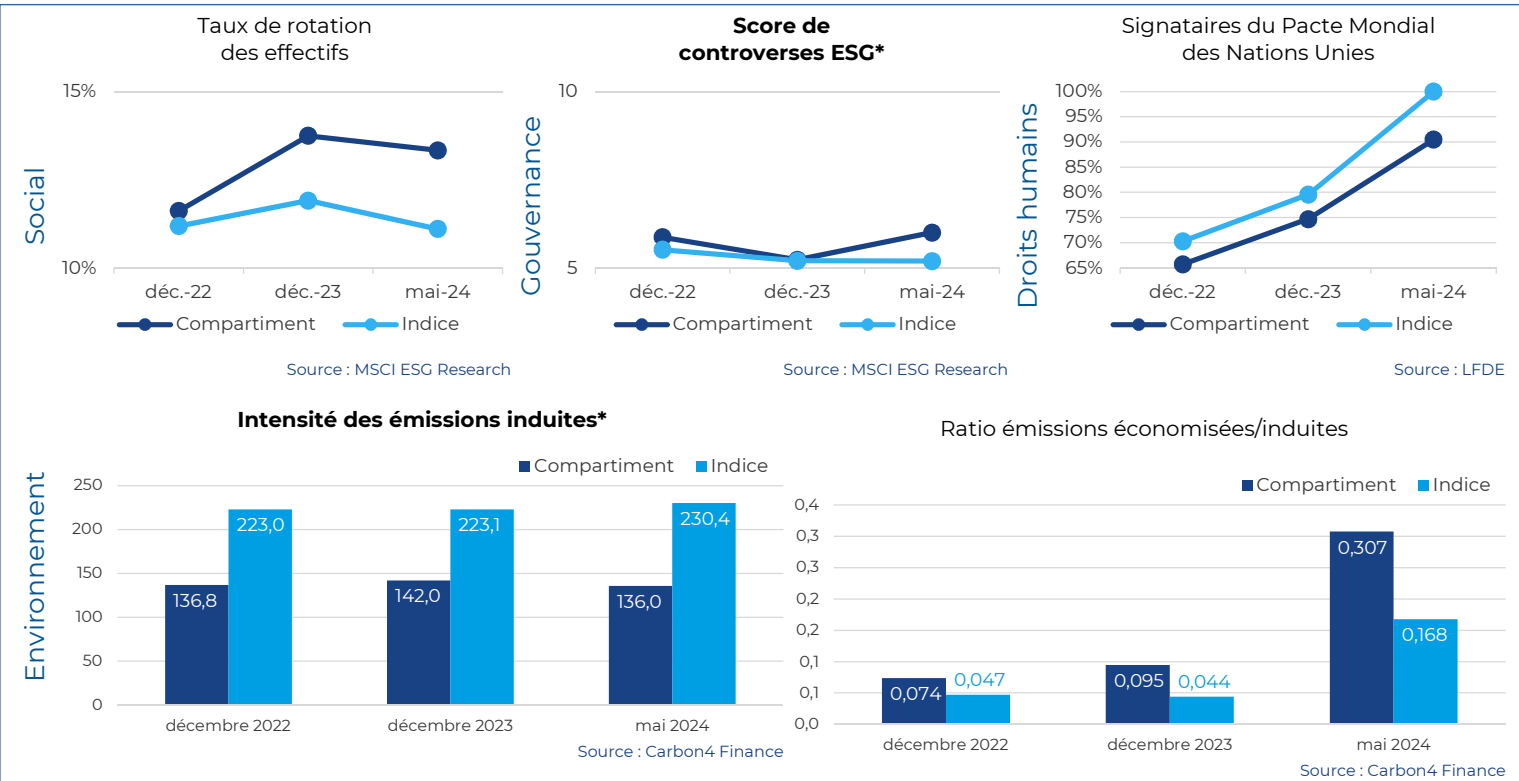 Taux de rotation
des effectifs
Social
15%
10%
déc.-22 déc.-23 mai-24
Compartiment Indice
Source : MSCI ESG Research
Score de
controverses ESG*
Gouvernance
10
5
déc.-22 déc.-23 mai-24
Compartiment Indice
Source : MSCI ESG Research
Signataires du Pacte Mondial
des Nations Unies
Droits humains
100%
95%
90%
85%
80%
75%
70%
65%
déc.-22 déc.-23 mai-24
Compartiment Indice
Source : LFDE
Intensité des émissions induites*
Environnement
Compartiment Indice
250
200
150
100
50
0
136,8 223,0 142,0 223,1 136,0 230,4
décembre 2022 décembre 2023 mai 2024
Source : Carbon4 Finance
Ratio émissions économisées/induites
Compartiment Indice
0,4
0,3
0,3
0,2
0,2
0,1
0,1
0,0
0,074 0,047 0,095 0,044 0,307 0,168
décembre 2022 décembre 2023 mai 2024
Source : Carbon4 Finance